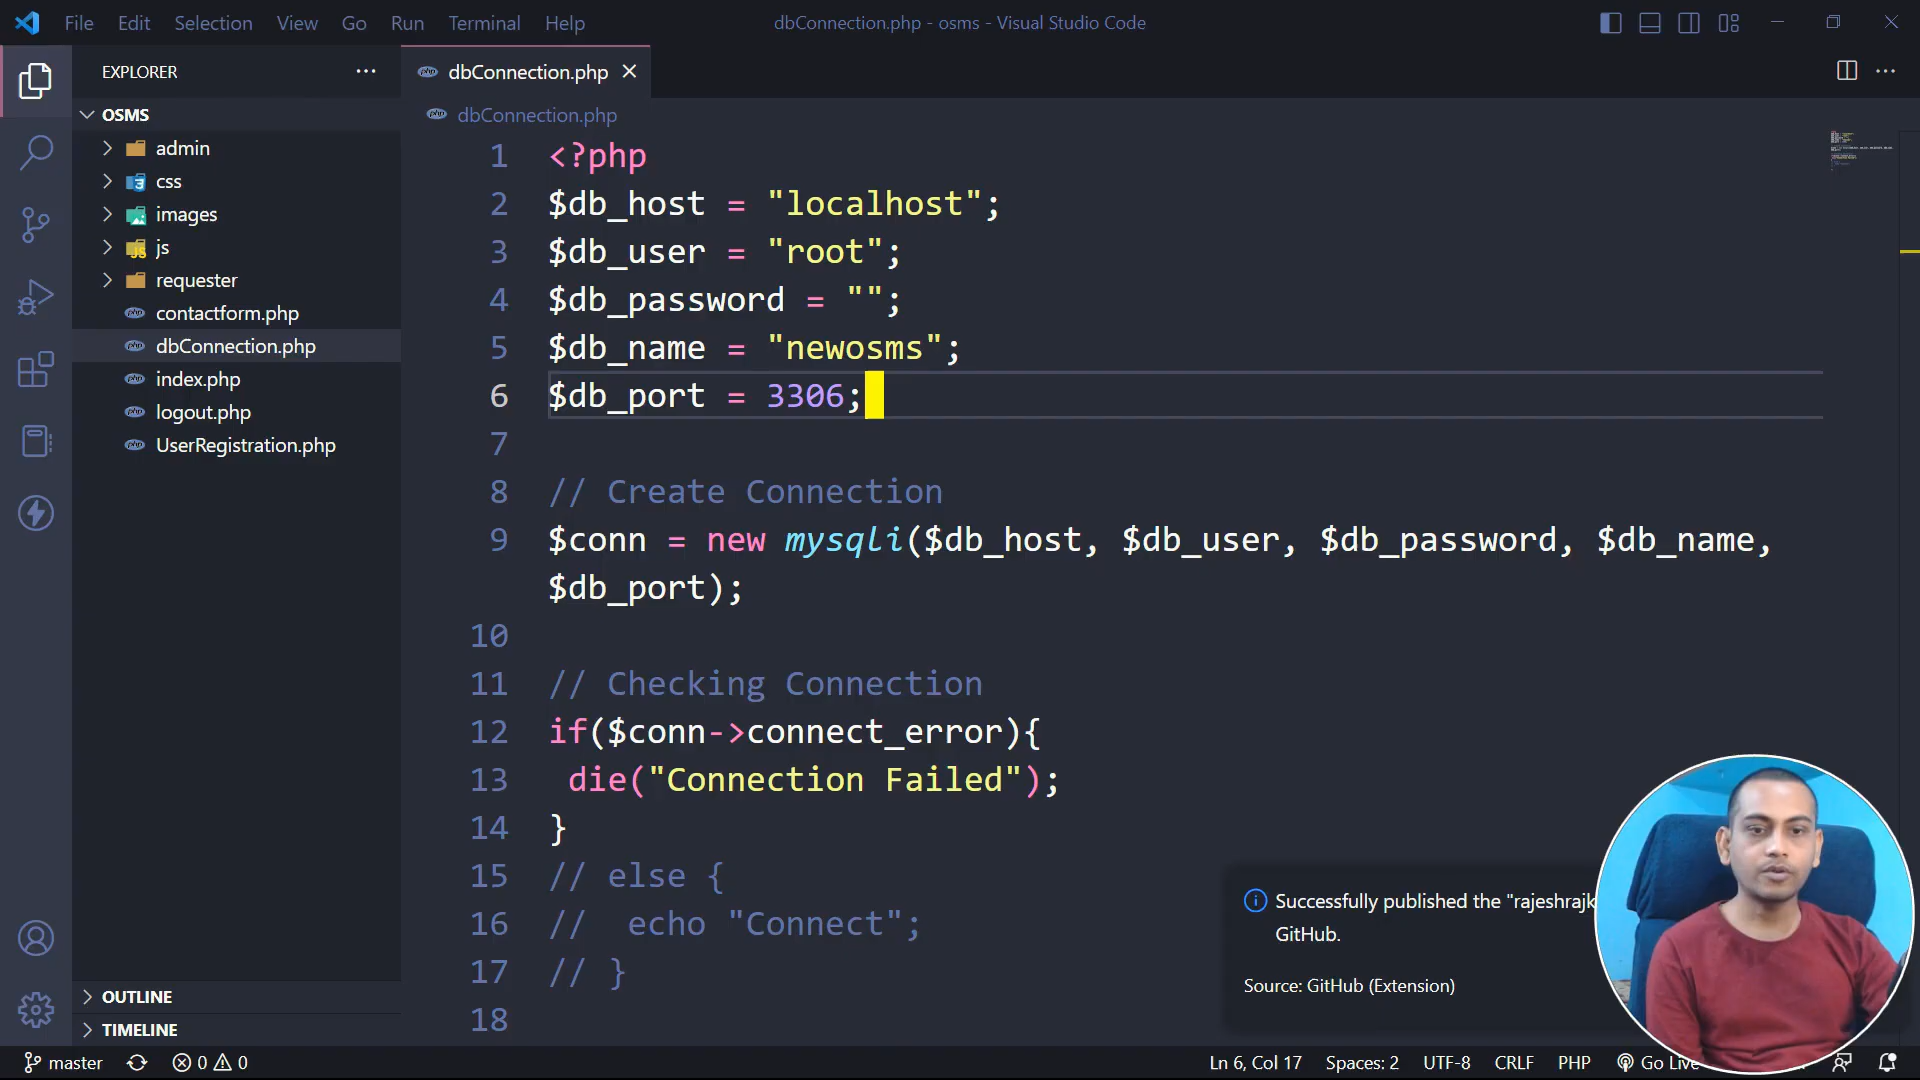 File Edit Selection View Go Run Terminal Help
dbConnection.php - osms - Visual Studio Code
EXPLORER
OSMS
admin
css
images
js
requester
contactform.php
dbConnection.php
index.php
logout.php
UserRegistration.php
OUTLINE
TIMELINE
dbConnection.php
dbConnection.php
1 <?php
2 $db_host = "localhost";
3 $db_user = "root";
4 $db_password = "";
5 $db_name = "newosms";
6 $db_port = 3306;
7
8 // Create Connection
9 $conn = new mysqli($db_host, $db_user, $db_password, $db_name,
$db_port);
10
11 // Checking Connection
12 if($conn->connect_error){
13 die("Connection Failed");
14 }
15 // else {
16 // echo "Connect";
17 // }
18
Successfully published the "rajeshrajk
GitHub.
Source: GitHub (Extension)
master 0 0
Ln 6, Col 17 Spaces: 2 UTF-8 CRLF PHP Go Live